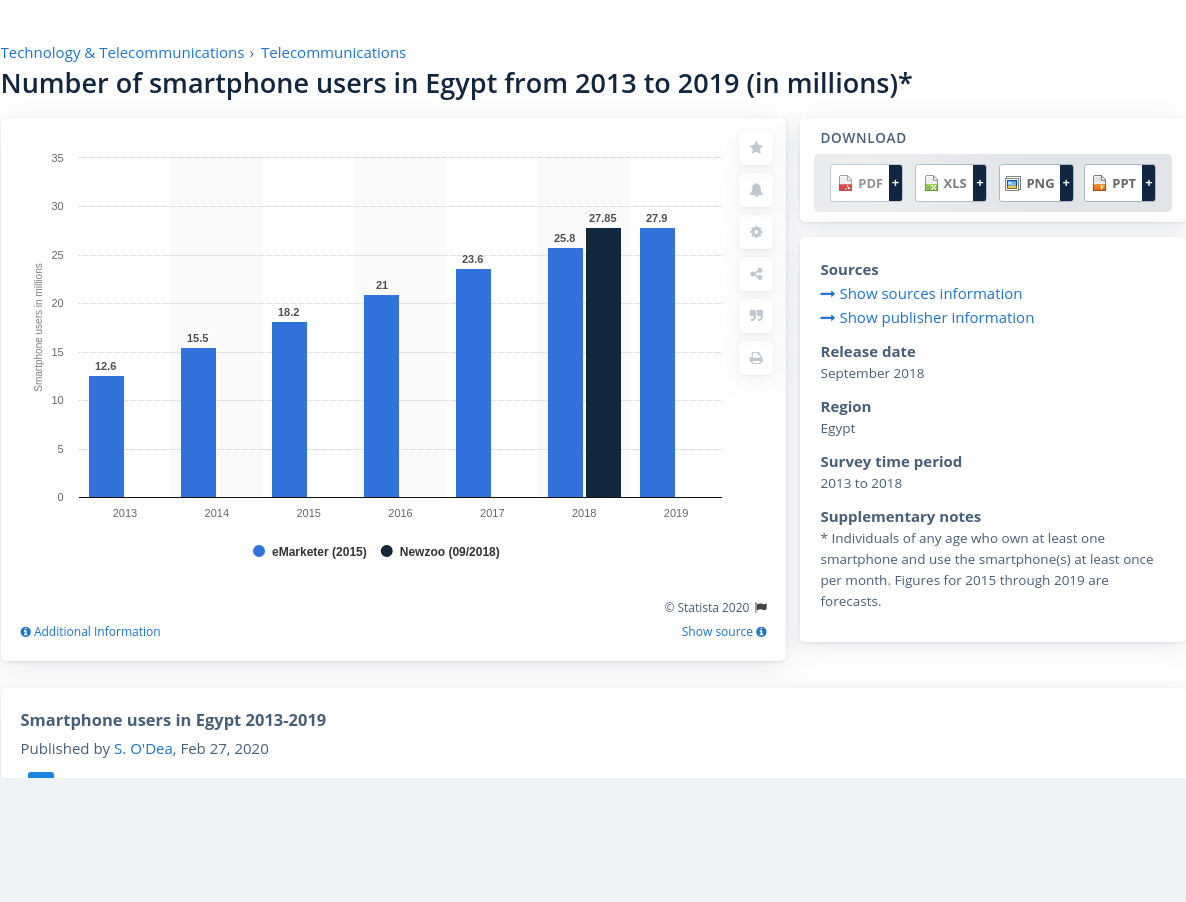 Technology & Telecommunications › Telecommunications
Number of smartphone users in Egypt from 2013 to 2019 (in millions)*
35
30
25
20
15
10
5
0
Smartphone users in millions
12.6
15.5
18.2
21
23.6
25.8
27.85
27.9
2013
2014
2015
2016
2017
2018
2019
eMarketer (2015)
Newzoo (09/2018)
© Statista 2020
Additional Information
Show source
DOWNLOAD
PDF +
XLS +
PNG +
PPT +
Sources
Show sources information
Show publisher information
Release date
September 2018
Region
Egypt
Survey time period
2013 to 2018
Supplementary notes
* Individuals of any age who own at least one
smartphone and use the smartphone(s) at least once
per month. Figures for 2015 through 2019 are
forecasts.
Smartphone users in Egypt 2013-2019
Published by S. O'Dea, Feb 27, 2020